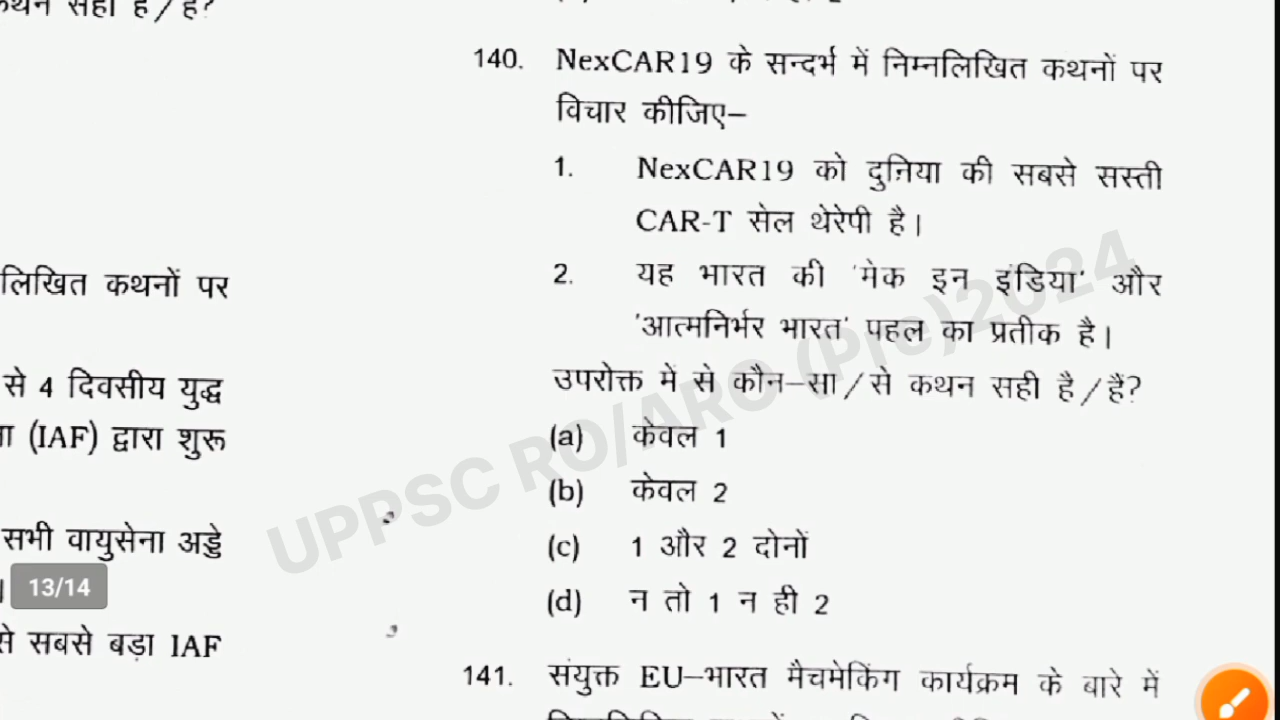 कथन सही है/हैं?
लिखित कथनों पर
से 4 दिवसीय युद्ध
(IAF) द्वारा शुरू
सभी वायुसेना अड्डे
13/14
से सबसे बड़ा IAF
140. NexCAR19 के सन्दर्भ में निम्नलिखित कथनों पर
विचार कीजिए–
1. NexCAR19 को दुनिया की सबसे सस्ती
CAR-T सेल थेरेपी है।
2. यह भारत की 'मेक इन इंडिया' और
'आत्मनिर्भर भारत' पहल का प्रतीक है।
उपरोक्त में से कौन–सा/से कथन सही है/हैं?
(a) केवल 1
(b) केवल 2
(c) 1 और 2 दोनों
(d) न तो 1 न ही 2
141. संयुक्त EU–भारत मैचमेकिंग कार्यक्रम के बारे में
UPPSC RO/ARO (Pre) 2024